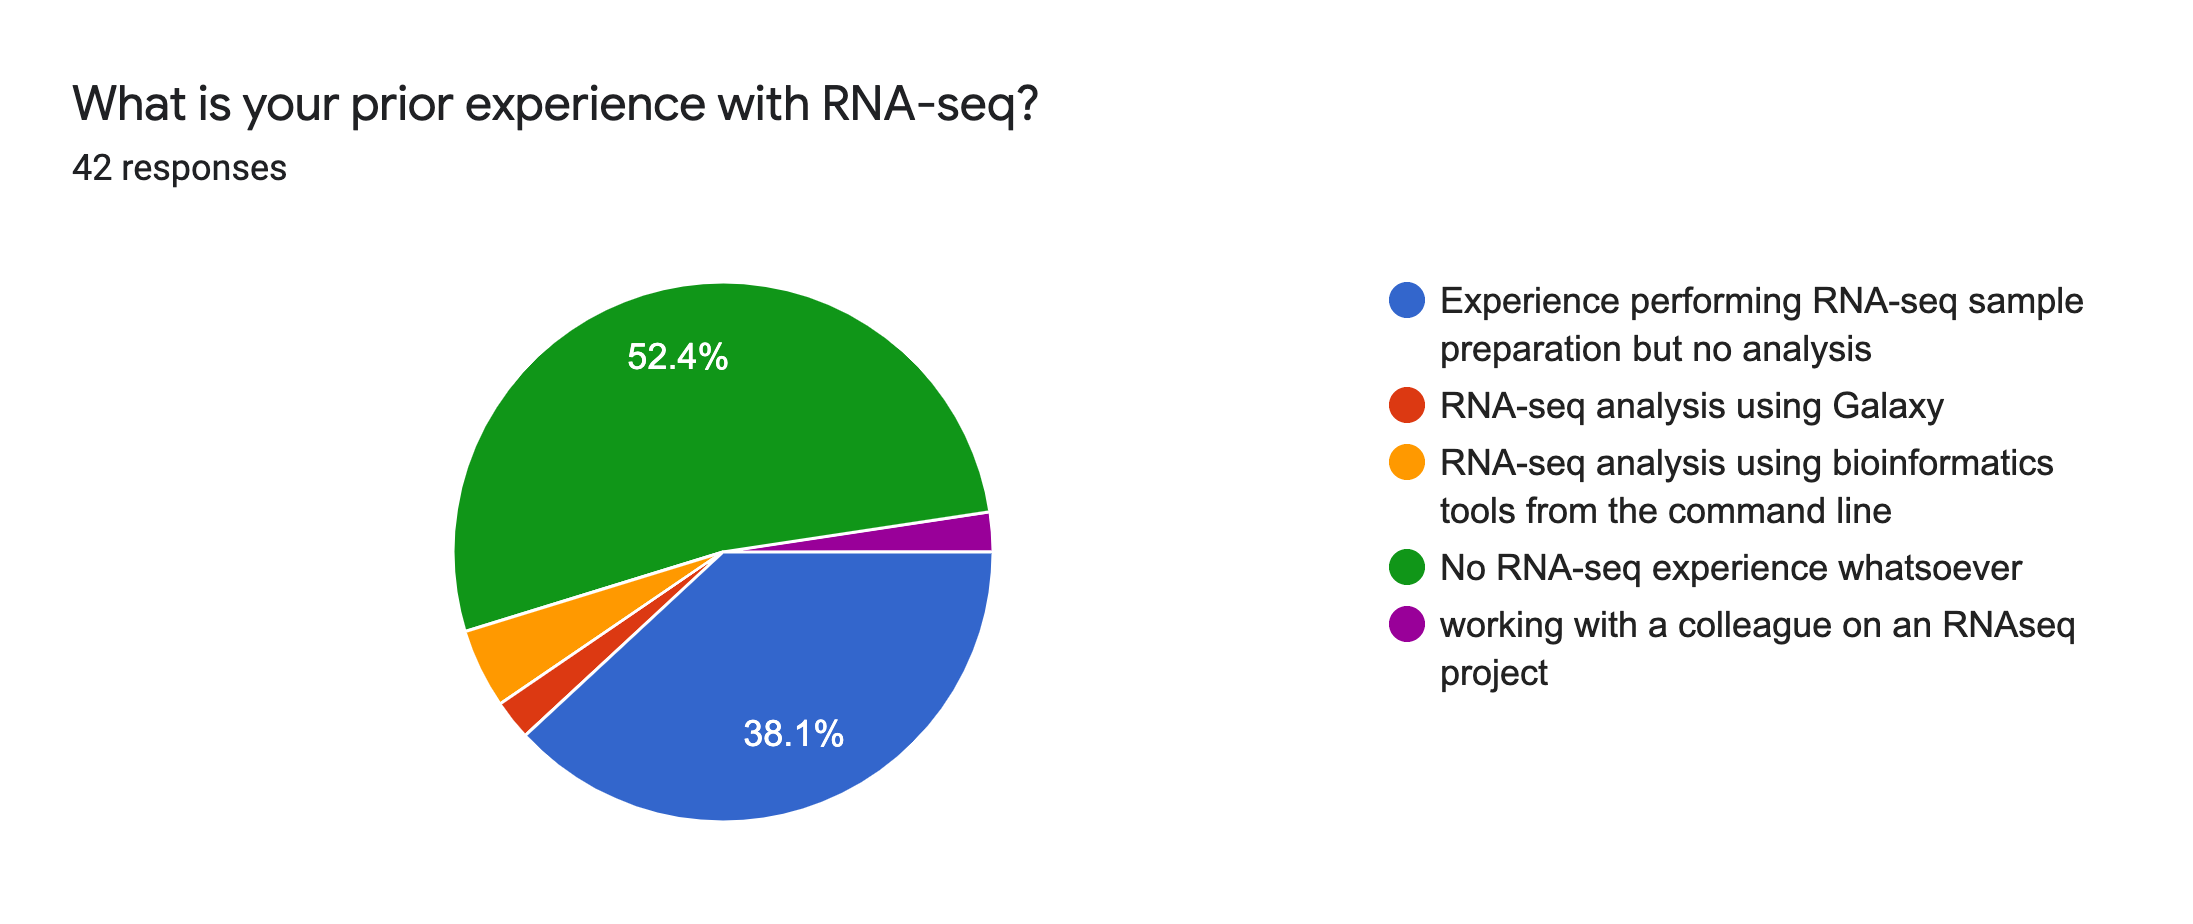 What is your prior experience with RNA-seq?
42 responses
52.4%
38.1%
Experience performing RNA-seq sample
preparation but no analysis
RNA-seq analysis using Galaxy
RNA-seq analysis using bioinformatics
tools from the command line
No RNA-seq experience whatsoever
working with a colleague on an RNAseq
project